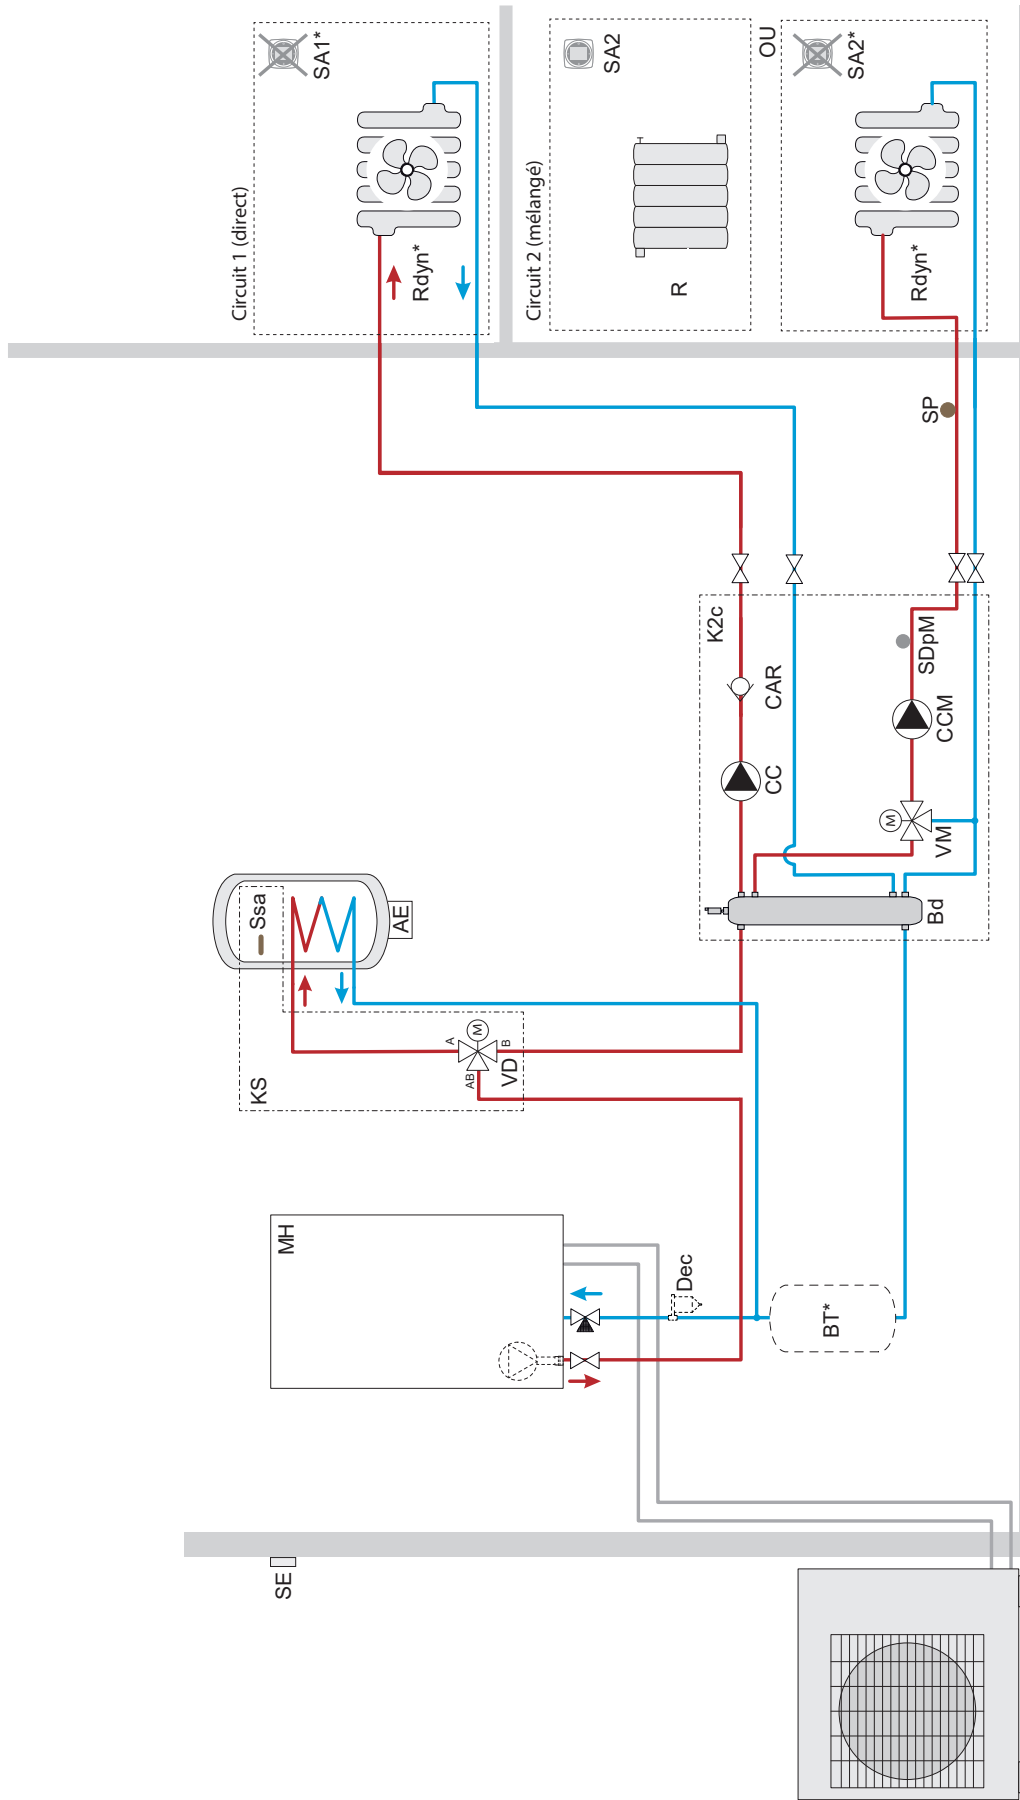 Circuit 1 (direct)
SA1*
Rdyn*
Circuit 2 (mélangé)
SA2
R
OU
SA2*
Rdyn*
SP
K2c
CAR
CC
SDpM
CCM
M
VM
Bd
Ssa
AE
KS
A
M
AB
B
VD
MH
Dec
BT*
SE